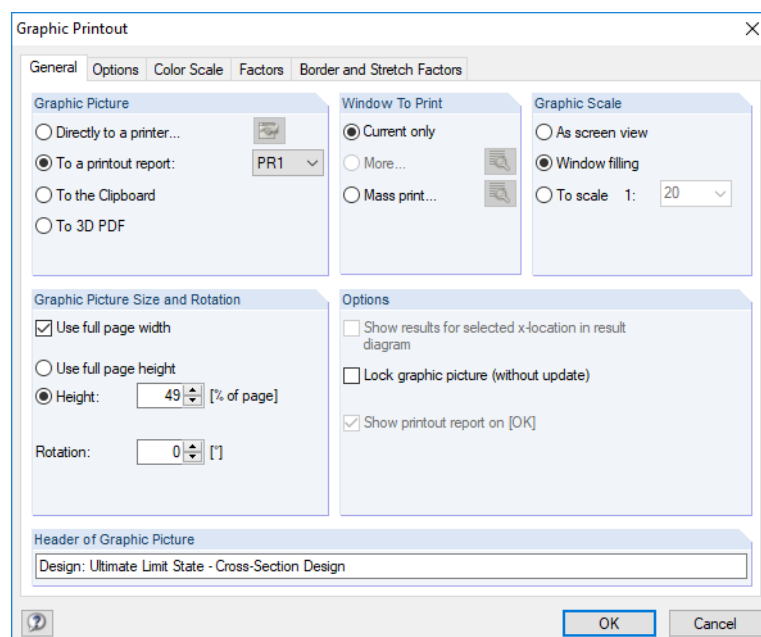 Graphic Printout
General Options Color Scale Factors Border and Stretch Factors
Graphic Picture
Directly to a printer...
To a printout report: PR1
To the Clipboard
To 3D PDF
Window To Print
Current only
More...
Mass print...
Graphic Scale
As screen view
Window filling
To scale 1: 20
Graphic Picture Size and Rotation
Use full page width
Use full page height
Height: 49 [% of page]
Rotation: 0 [°]
Options
Show results for selected x-location in result
diagram
Lock graphic picture (without update)
Show printout report on [OK]
Header of Graphic Picture
Design: Ultimate Limit State - Cross-Section Design
OK Cancel